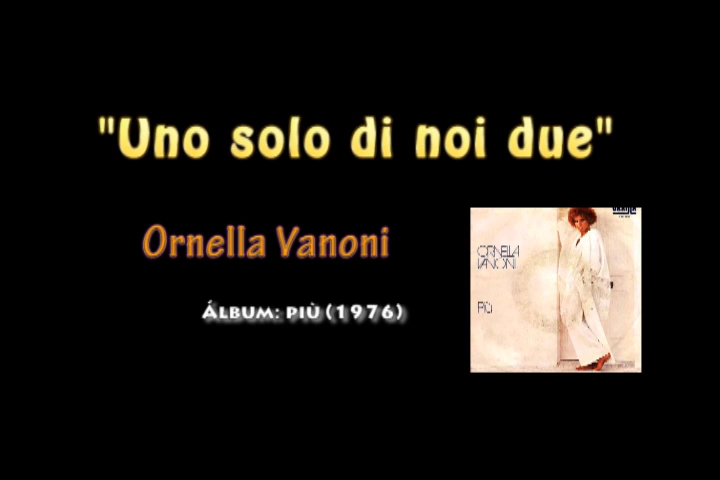 "Uno solo di noi due"
Ornella Vanoni
ÁLBUM: PIÙ (1976)
ORNELLA
VANONI
PIÙ